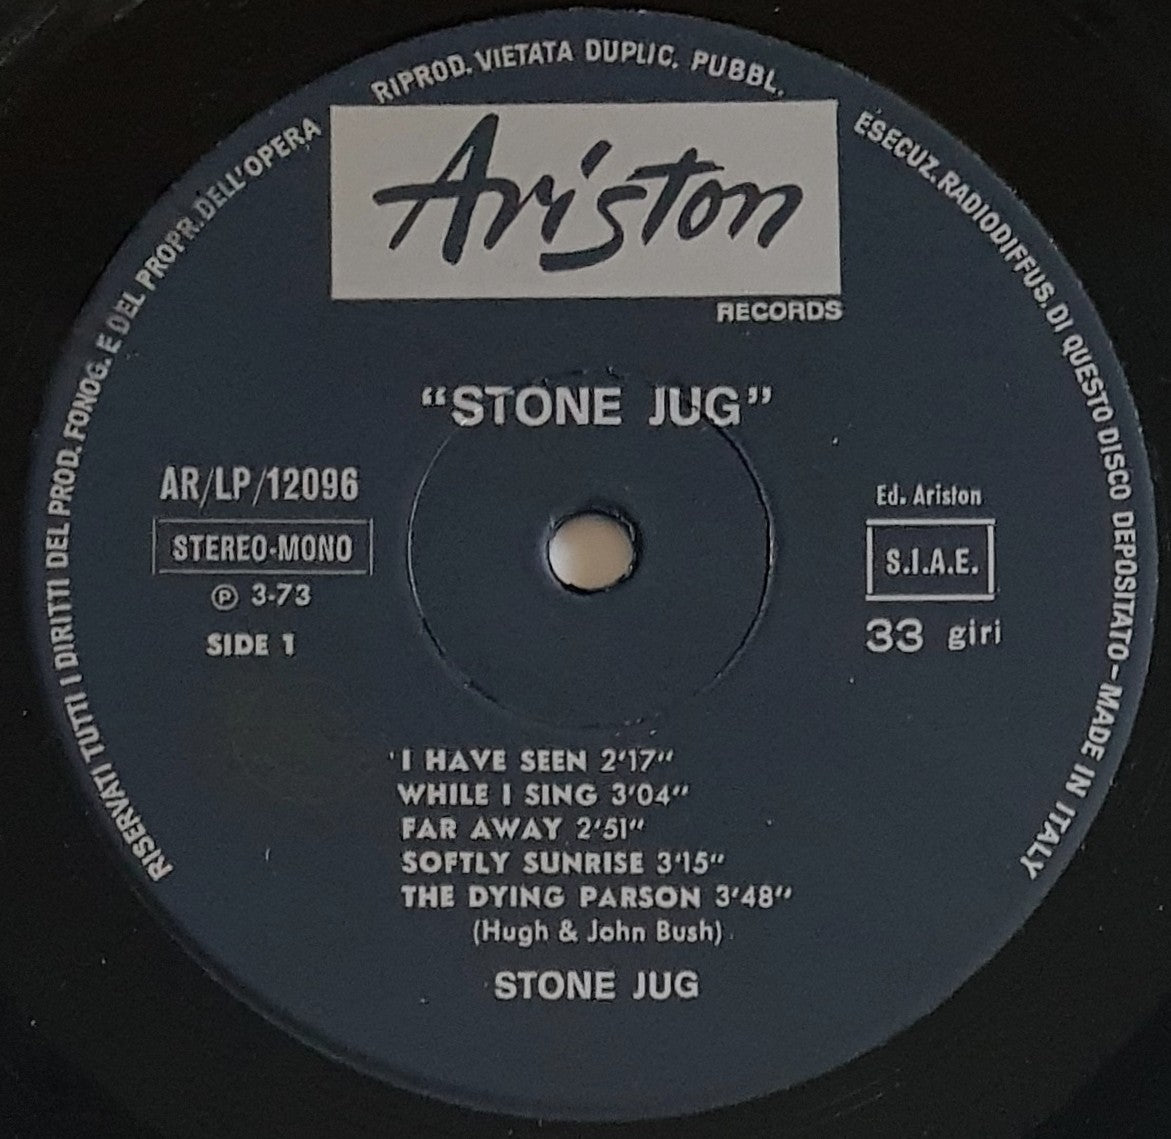 RISERVATI TUTTI I DIRITTI DEL PROD. FONOG. E DEL PROPR. DELL'OPERA
RIPROD. VIETATA DUPLIC. PUBBL.
ESECUZ. RADIODIFFUS. DI QUESTO DISCO DEPOSITATO - MADE IN ITALY
Ariston
RECORDS
"STONE JUG"
AR/LP/12096
STEREO-MONO
℗ 3-73
SIDE 1
Ed. Ariston
S.I.A.E.
33 giri
I HAVE SEEN 2'17"
WHILE I SING 3'04"
FAR AWAY 2'51"
SOFTLY SUNRISE 3'15"
THE DYING PARSON 3'48"
(Hugh & John Bush)
STONE JUG